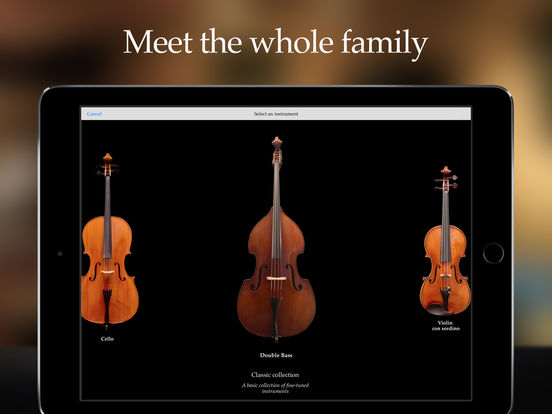 Meet the whole family
Cancel
Select an instrument
Cello
Double Bass
Violin
con sordino
Classic collection
A basic collection of fine-tuned
instruments